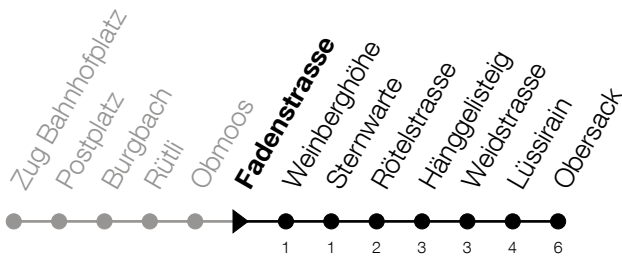 Zug Bahnhofplatz
Postplatz
Burgbach
Rütli
Obmoos
Fadenstrasse
Weinberghöhe
Sternwarte
Rötelstrasse
Hänggelisteig
Weidstrasse
Lüssirain
Obersack
1 1 2 3 3 4 6